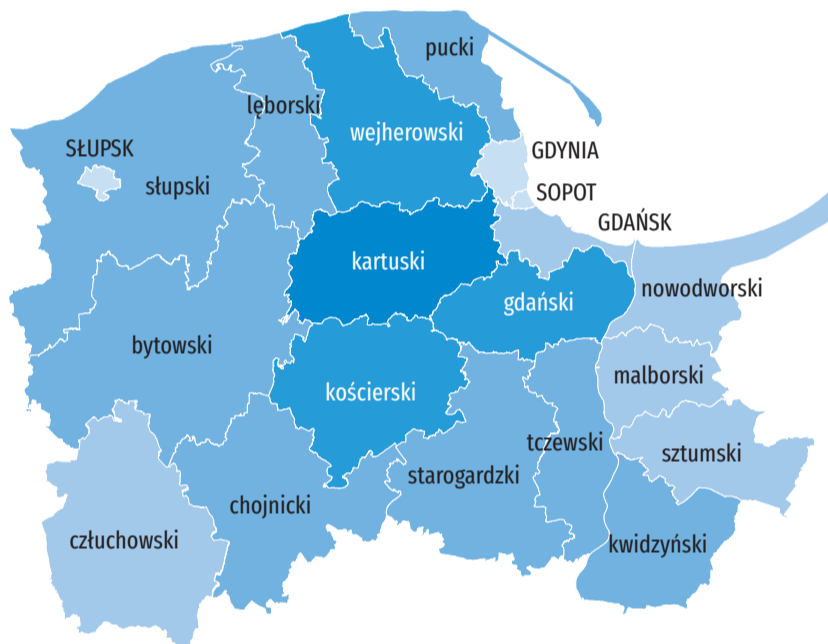 pucki
lęborski
wejherowski
SŁUPSK
GDYNIA
słupski
SOPOT
GDAŃSK
kartuski
nowodworski
gdański
bytowski
malborski
kościerski
tczewski
sztumski
starogardzki
chojnicki
człuchowski
kwidzyński